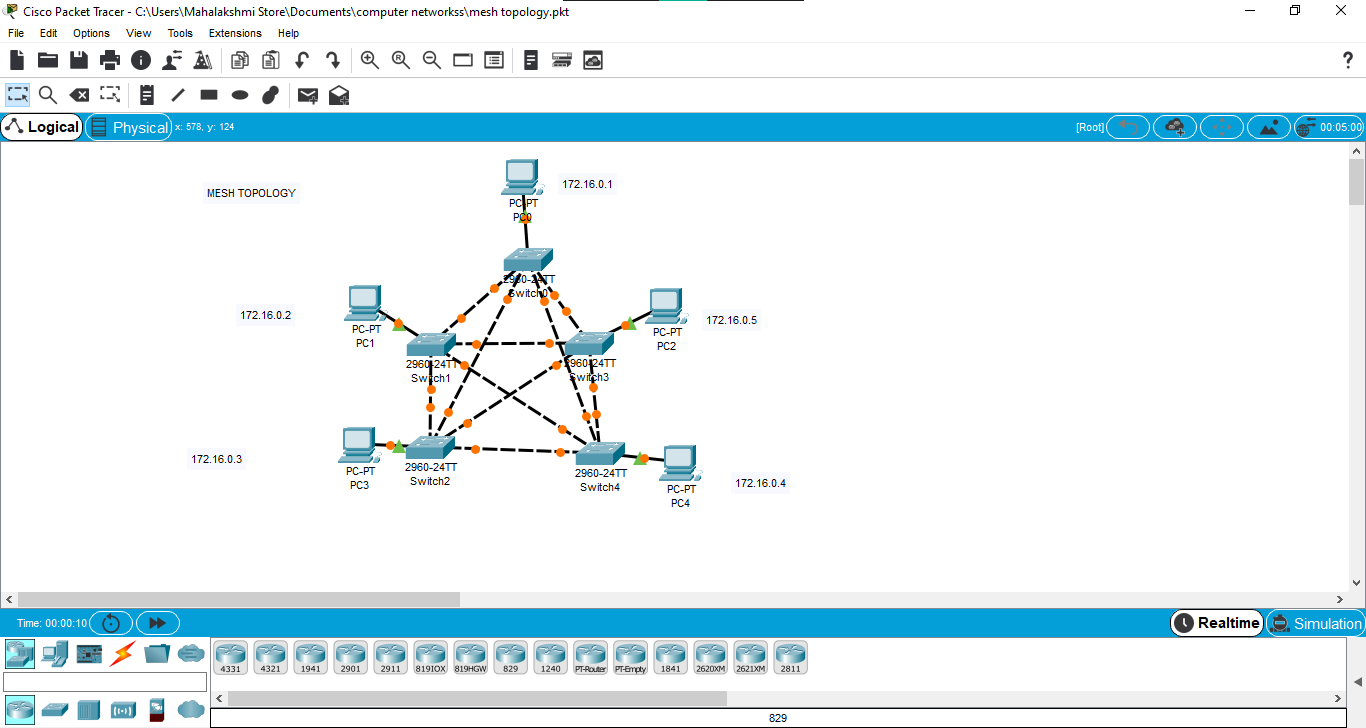 Cisco Packet Tracer - C:\Users\Mahalakshmi Store\Documents\computer networkss\mesh topology.pkt
File Edit Options View Tools Extensions Help
Logical Physical x: 578, y: 124 [Root] 00:05:00
MESH TOPOLOGY
172.16.0.1
PC-PT
PC0
2960-24TT
Switch0
172.16.0.2
PC-PT
PC1
2960-24TT
Switch1
172.16.0.5
PC-PT
PC2
2960-24TT
Switch3
172.16.0.3
PC-PT
PC3
2960-24TT
Switch2
2960-24TT
Switch4
PC-PT
PC4
172.16.0.4
Time: 00:00:10 Realtime Simulation
4331 4321 1941 2901 2911 819IOX 819HGW 829 1240 PT-Router PT-Empty 1841 2620XM 2621XM 2811
829